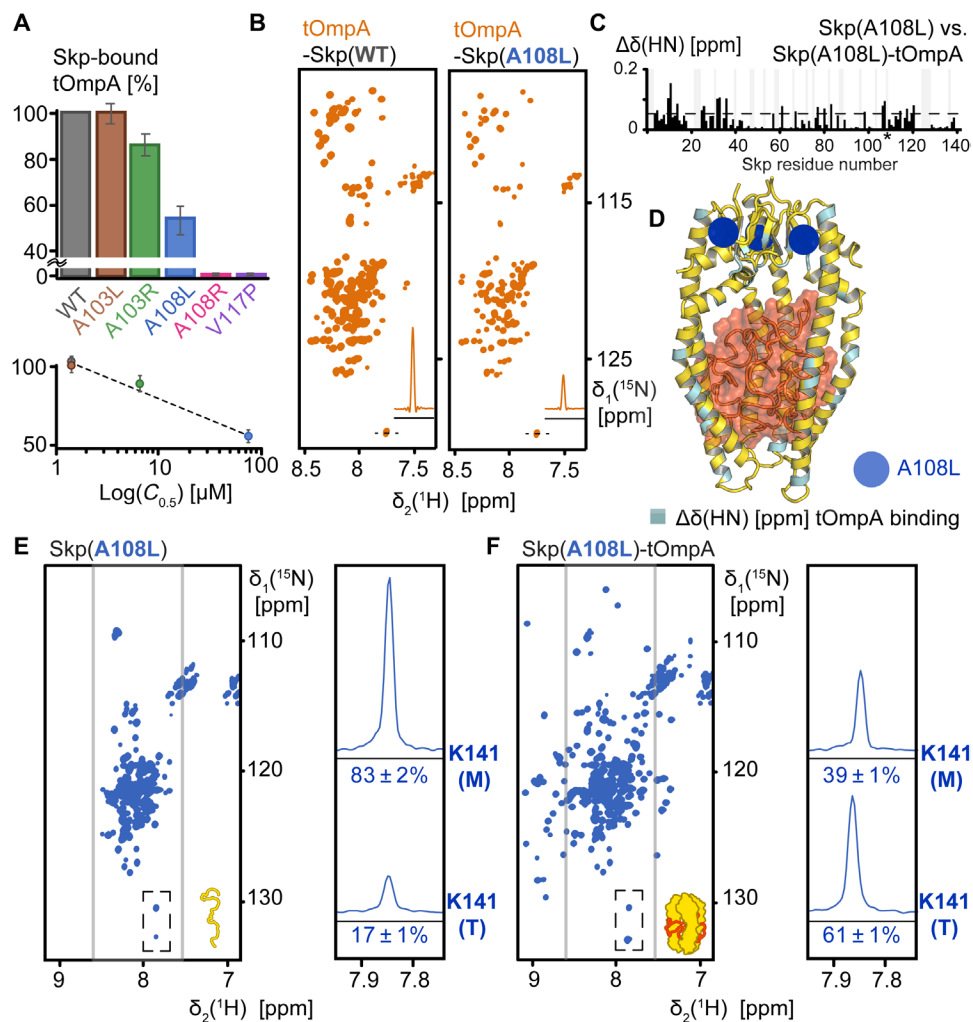 A
Skp-bound
tOmpA [%]
100
80
60
40
0
WT
A103L
A103R
A108L
A108R
V117P
100
50
1
10
100
Log(C0.5) [µM]
B
tOmpA
-Skp(WT)
tOmpA
-Skp(A108L)
115
125
δ1(15N)
[ppm]
8.5
8
7.5
8.5
8
7.5
δ2(1H) [ppm]
C
Skp(A108L) vs.
Skp(A108L)-tOmpA
Δδ(HN) [ppm]
0.2
0
20
40
60
80
100
120
140
*
Skp residue number
D
A108L
Δδ(HN) [ppm] tOmpA binding
E
Skp(A108L)
δ1(15N)
[ppm]
110
120
130
9
8
7
δ2(1H) [ppm]
K141
(M)
83 ± 2%
K141
(T)
17 ± 1%
7.9
7.8
[ppm]
F
Skp(A108L)-tOmpA
δ1(15N)
[ppm]
110
120
130
9
8
7
δ2(1H) [ppm]
K141
(M)
39 ± 1%
K141
(T)
61 ± 1%
7.9
7.8
[ppm]